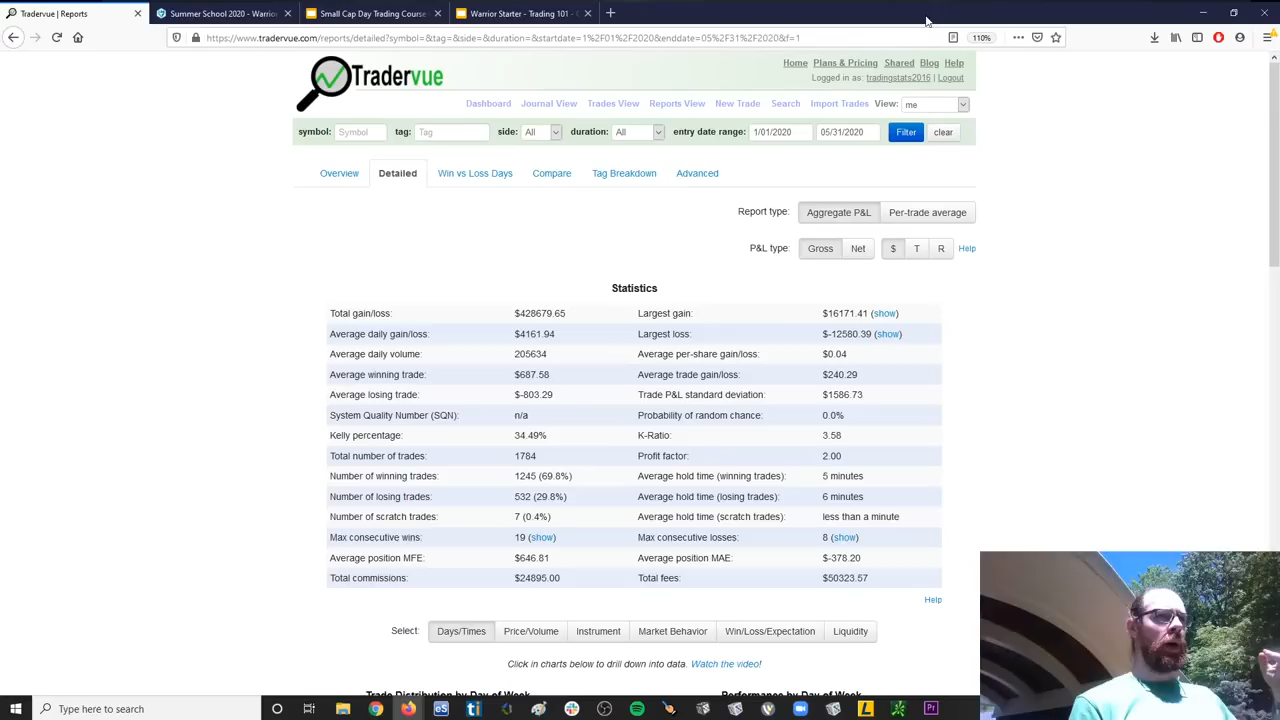 Tradervue | Reports
Summer School 2020 - Warrior
Small Cap Day Trading Course
Warrior Starter - Trading 101 -
https://www.tradervue.com/reports/detailed?symbol=&tag=&side=&duration=&startdate=1%2F01%2F2020&enddate=05%2F31%2F2020&f=1
110%
Tradervue
Home Plans & Pricing Shared Blog Help
Logged in as: tradingstats2016 | Logout
Dashboard Journal View Trades View Reports View New Trade Search Import Trades View: me
symbol: Symbol tag: Tag side: All duration: All entry date range: 1/01/2020 05/31/2020 Filter clear
Overview Detailed Win vs Loss Days Compare Tag Breakdown Advanced
Report type: Aggregate P&L Per-trade average
P&L type: Gross Net $ T R Help
Statistics
Total gain/loss: $428679.65 Largest gain: $16171.41 (show)
Average daily gain/loss: $4161.94 Largest loss: $-12580.39 (show)
Average daily volume: 205634 Average per-share gain/loss: $0.04
Average winning trade: $687.58 Average trade gain/loss: $240.29
Average losing trade: $-803.29 Trade P&L standard deviation: $1586.73
System Quality Number (SQN): n/a Probability of random chance: 0.0%
Kelly percentage: 34.49% K-Ratio: 3.58
Total number of trades: 1784 Profit factor: 2.00
Number of winning trades: 1245 (69.8%) Average hold time (winning trades): 5 minutes
Number of losing trades: 532 (29.8%) Average hold time (losing trades): 6 minutes
Number of scratch trades: 7 (0.4%) Average hold time (scratch trades): less than a minute
Max consecutive wins: 19 (show) Max consecutive losses: 8 (show)
Average position MFE: $646.81 Average position MAE: $-378.20
Total commissions: $24895.00 Total fees: $50323.57
Help
Select: Days/Times Price/Volume Instrument Market Behavior Win/Loss/Expectation Liquidity
Click in charts below to drill down into data. Watch the video!
Trade Distribution by Day of Week Performance by Day of Week
Type here to search